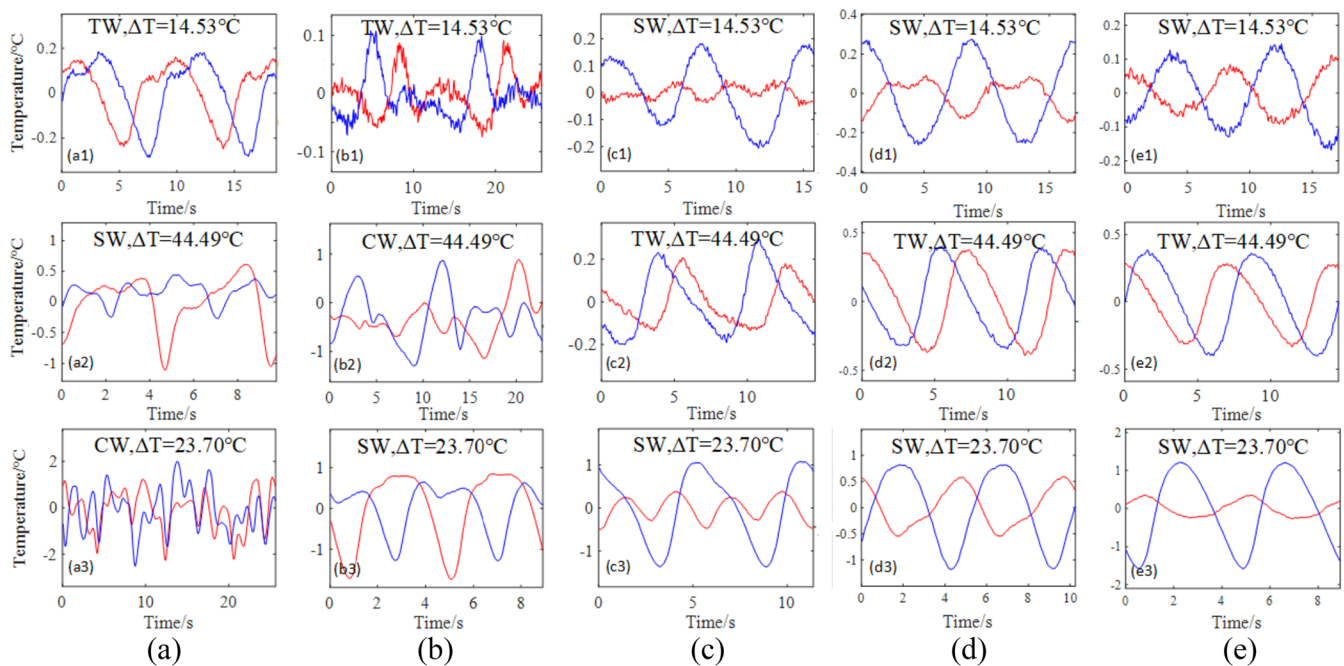 TW,ΔT=14.53℃
TW,ΔT=14.53℃
SW,ΔT=14.53℃
SW,ΔT=14.53℃
SW,ΔT=14.53℃
Temperature/℃
0.2
0
-0.2
(a1)
0 5 10 15
Time/s
0.1
0
-0.1
(b1)
0 10 20
Time/s
0.2
0.1
0
-0.1
-0.2
(c1)
0 5 10 15
Time/s
0.4
0.2
0
-0.2
-0.4
(d1)
0 5 10 15
Time/s
0.2
0.1
0
-0.1
-0.2
(e1)
0 5 10 15
Time/s
SW,ΔT=44.49℃
CW,ΔT=44.49℃
TW,ΔT=44.49℃
TW,ΔT=44.49℃
TW,ΔT=44.49℃
Temperature/℃
1
0.5
0
-0.5
-1
(a2)
0 2 4 6 8
Time/s
1
0
-1
(b2)
0 5 10 15 20
Time/s
0.2
0
-0.2
(c2)
0 5 10
Time/s
0.5
0
-0.5
(d2)
0 5 10
Time/s
0.5
0
-0.5
(e2)
0 5 10
Time/s
CW,ΔT=23.70℃
SW,ΔT=23.70℃
SW,ΔT=23.70℃
SW,ΔT=23.70℃
SW,ΔT=23.70℃
Temperature/℃
2
0
-2
(a3)
0 10 20
Time/s
1
0
-1
(b3)
0 2 4 6 8
Time/s
1
0
-1
(c3)
0 5 10
Time/s
1
0.5
0
-0.5
-1
(d3)
0 2 4 6 8 10
Time/s
2
1
0
-1
-2
(e3)
0 2 4 6 8
Time/s
(a) (b) (c) (d) (e)